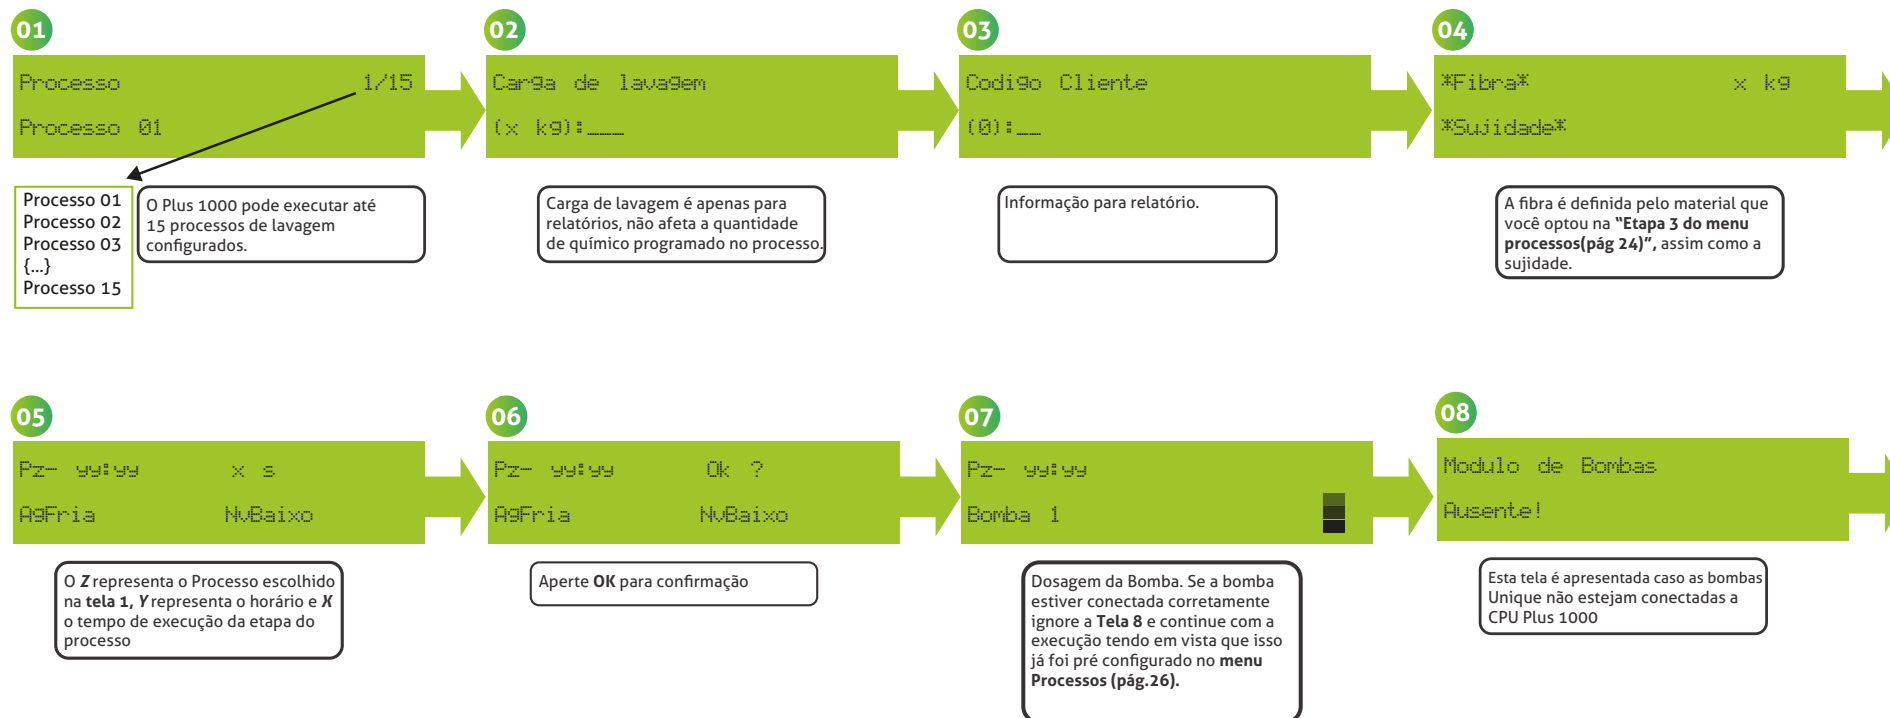 01
Processo 1/15
Processo 01
Processo 01
Processo 02
Processo 03
{...}
Processo 15
O Plus 1000 pode executar até
15 processos de lavagem
configurados.
02
Carga de lavagem
(x kg):___
Carga de lavagem é apenas para
relatórios, não afeta a quantidade
de químico programado no processo.
03
Codigo Cliente
(0):__
Informação para relatório.
04
*Fibra* x kg
*Sujidade*
A fibra é definida pelo material que
você optou na “Etapa 3 do menu
processos(pág 24)”, assim como a
sujidade.
05
Pz- yy:yy x s
AgFria NvBaixo
O Z representa o Processo escolhido
na tela 1, Y representa o horário e X
o tempo de execução da etapa do
processo
06
Pz- yy:yy Ok ?
AgFria NvBaixo
Aperte OK para confirmação
07
Pz- yy:yy
Bomba 1
Dosagem da Bomba. Se a bomba
estiver conectada corretamente
ignore a Tela 8 e continue com a
execução tendo em vista que isso
já foi pré configurado no menu
Processos (pág.26).
08
Modulo de Bombas
Ausente!
Esta tela é apresentada caso as bombas
Unique não estejam conectadas a
CPU Plus 1000